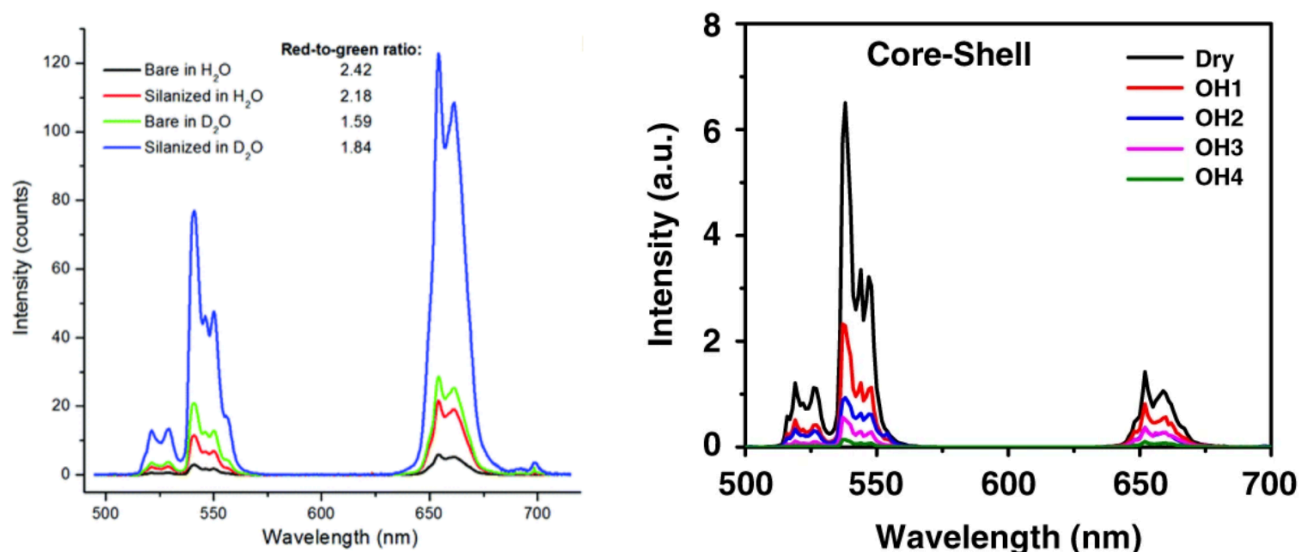 Red-to-green ratio:
Bare in H₂O 2.42
Silanized in H₂O 2.18
Bare in D₂O 1.59
Silanized in D₂O 1.84
120
100
80
60
40
20
0
500 550 600 650 700
Intensity (counts)
Wavelength (nm)
Core-Shell
Dry
OH1
OH2
OH3
OH4
8
6
4
2
0
500 550 600 650 700
Intensity (a.u.)
Wavelength (nm)